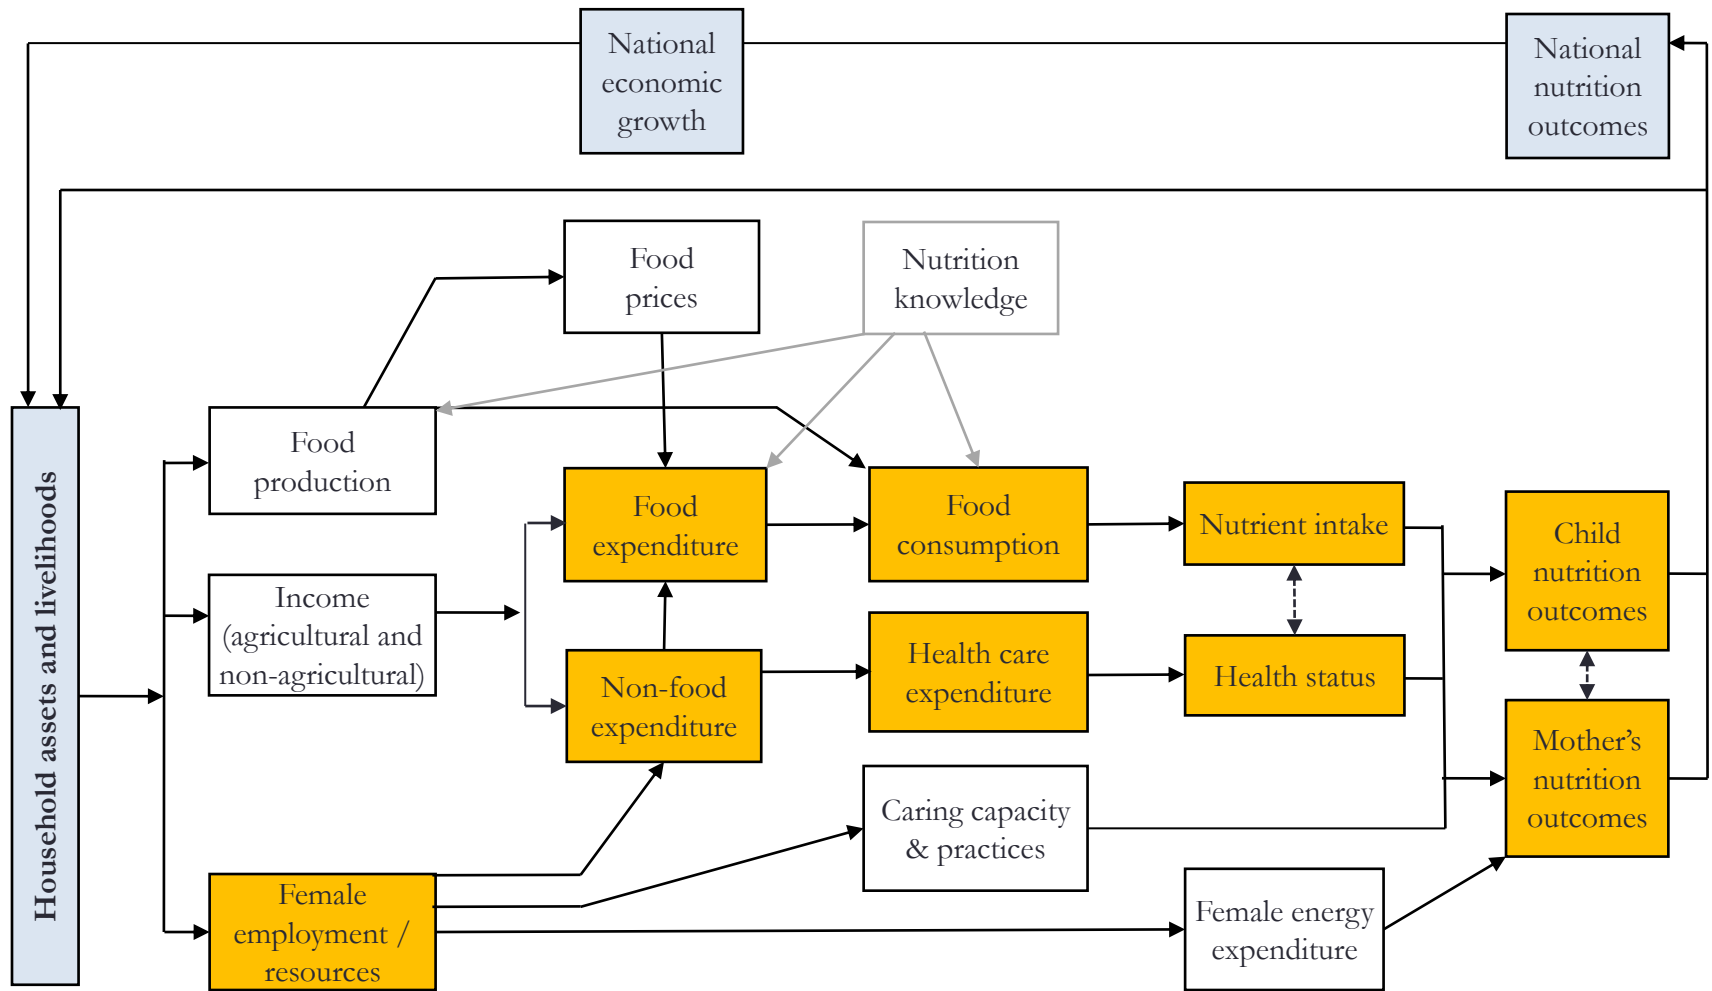 National
economic
growth
National
nutrition
outcomes
Food
prices
Nutrition
knowledge
Household assets and livelihoods
Food
production
Food
expenditure
Food
consumption
Nutrient intake
Child
nutrition
outcomes
Income
(agricultural and
non-agricultural)
Non-food
expenditure
Health care
expenditure
Health status
Mother’s
nutrition
outcomes
Caring capacity
& practices
Female
employment /
resources
Female energy
expenditure